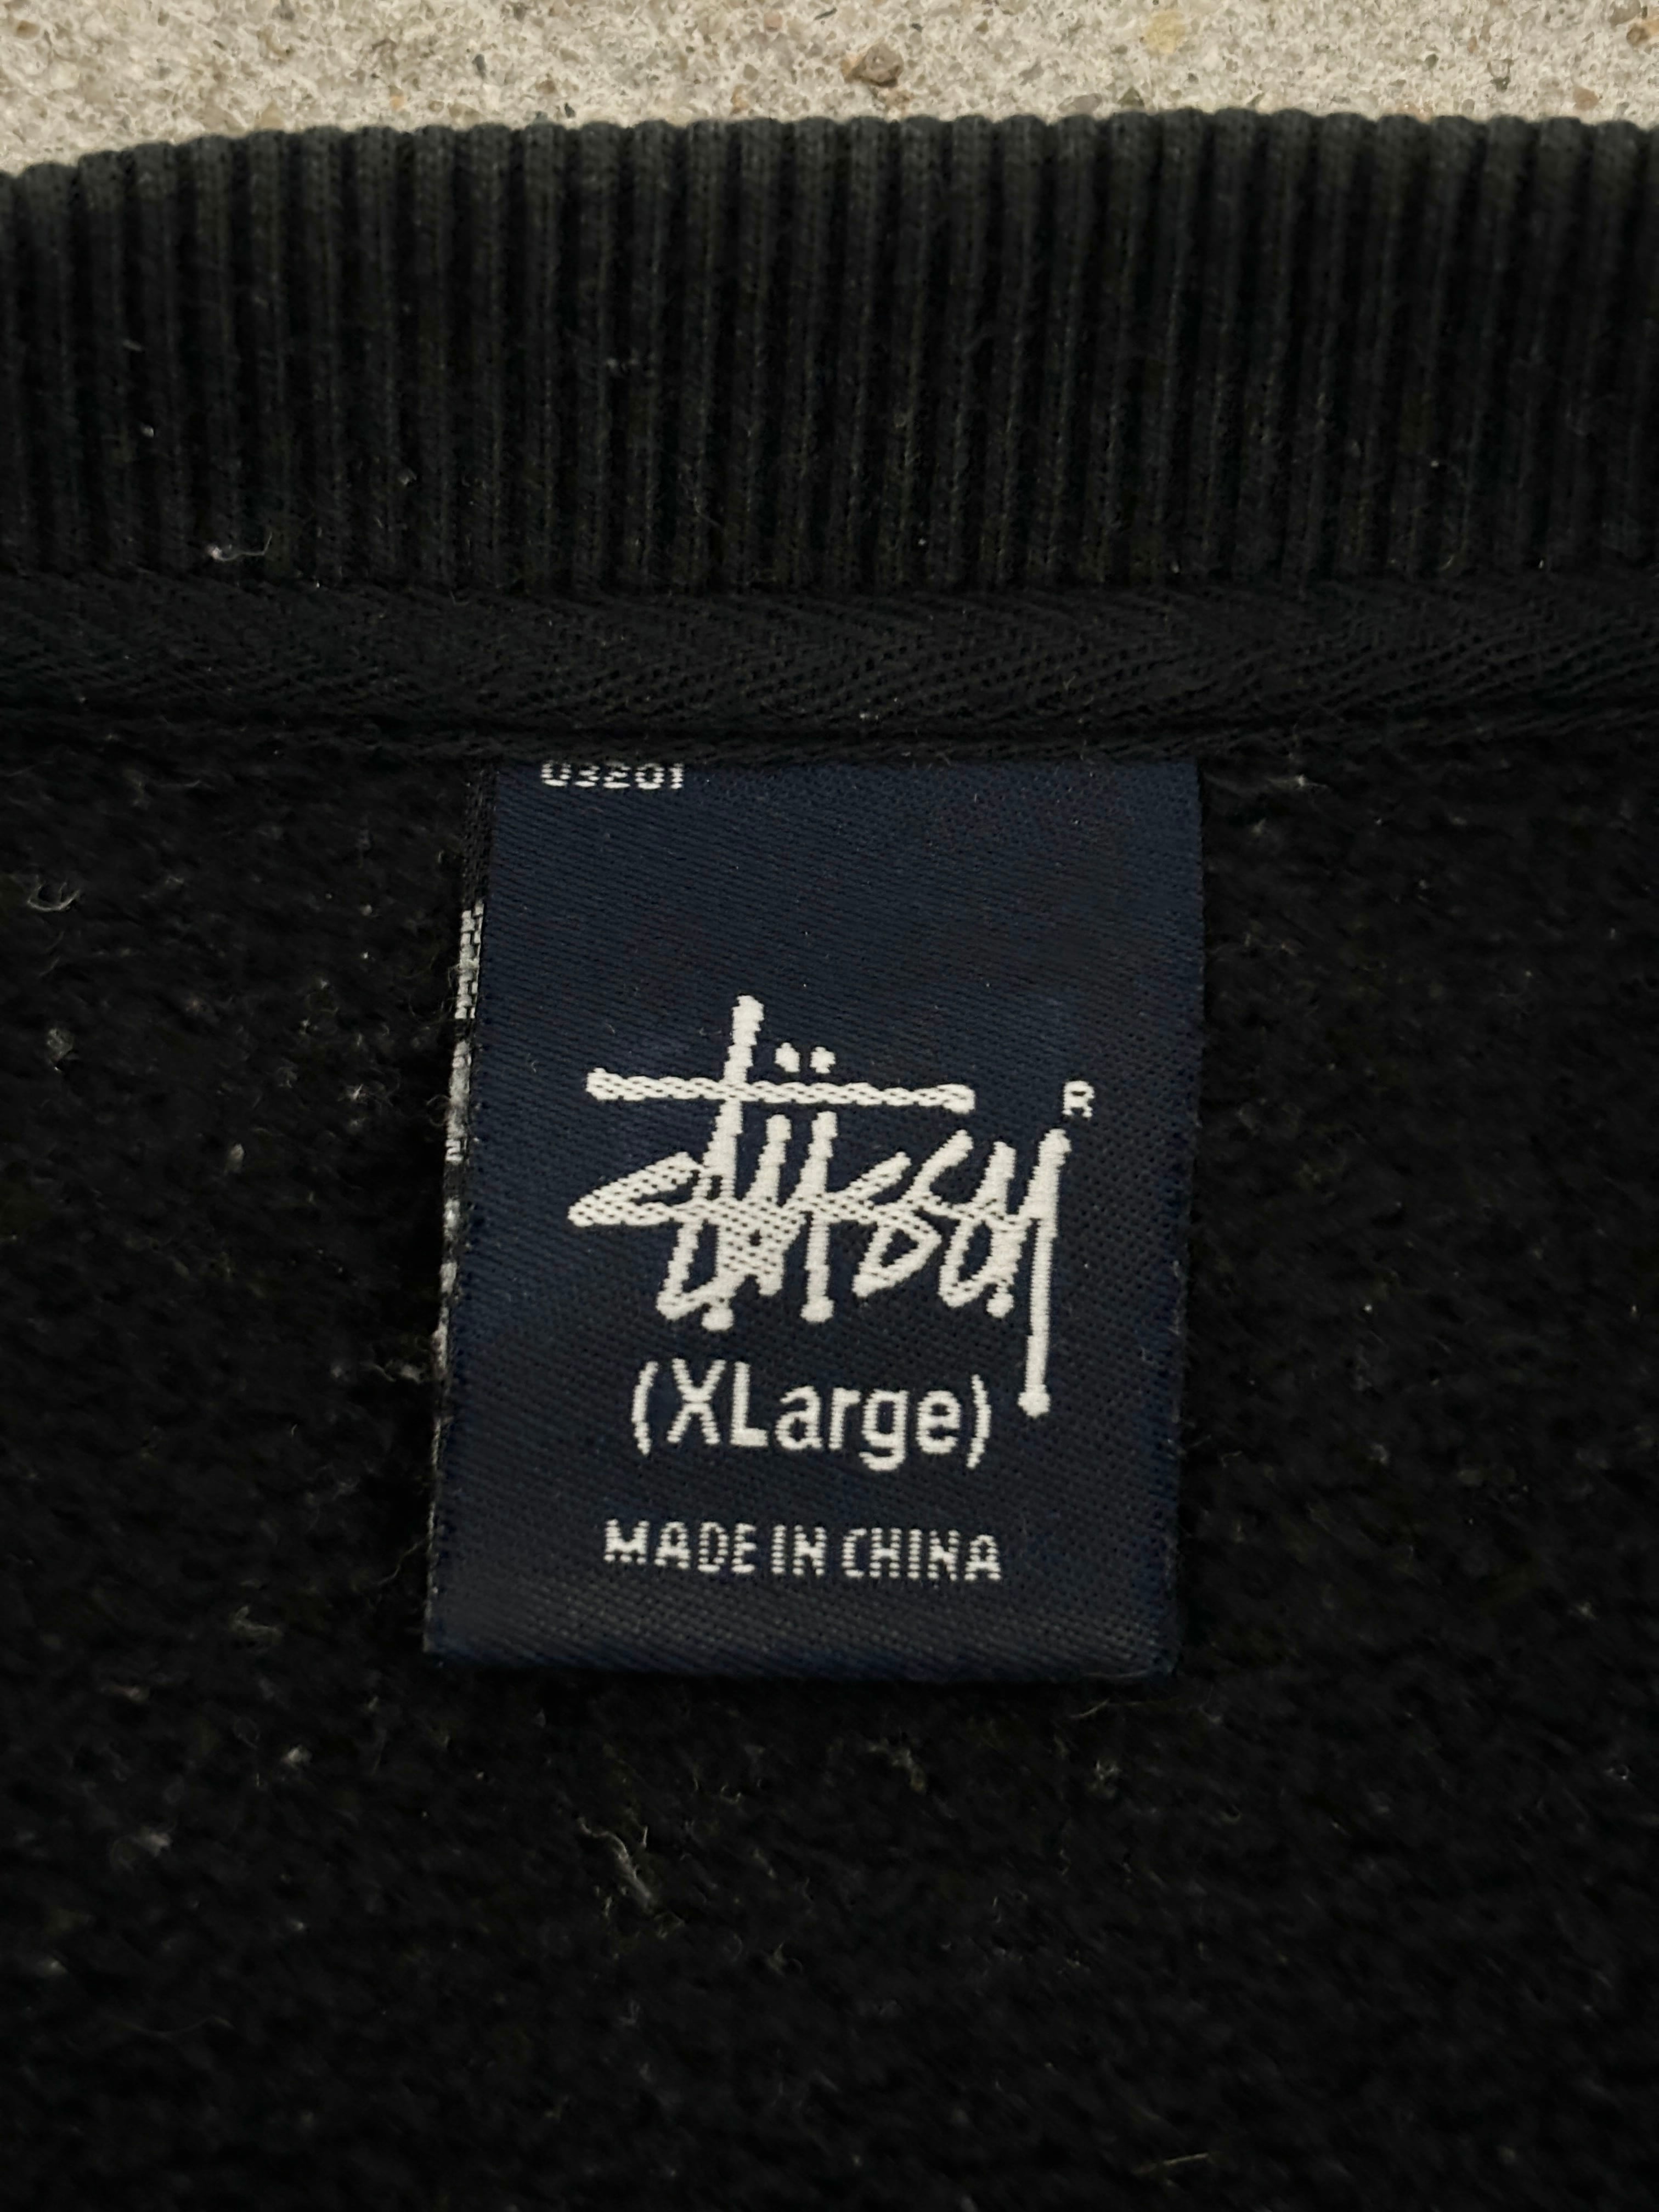 03201
Stüssy
R
(XLarge)
MADE IN CHINA